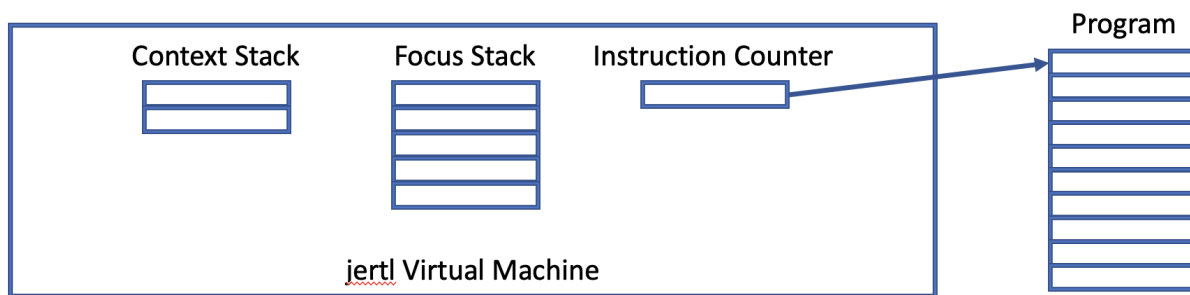 Program
Context Stack
Focus Stack
Instruction Counter
jertl Virtual Machine